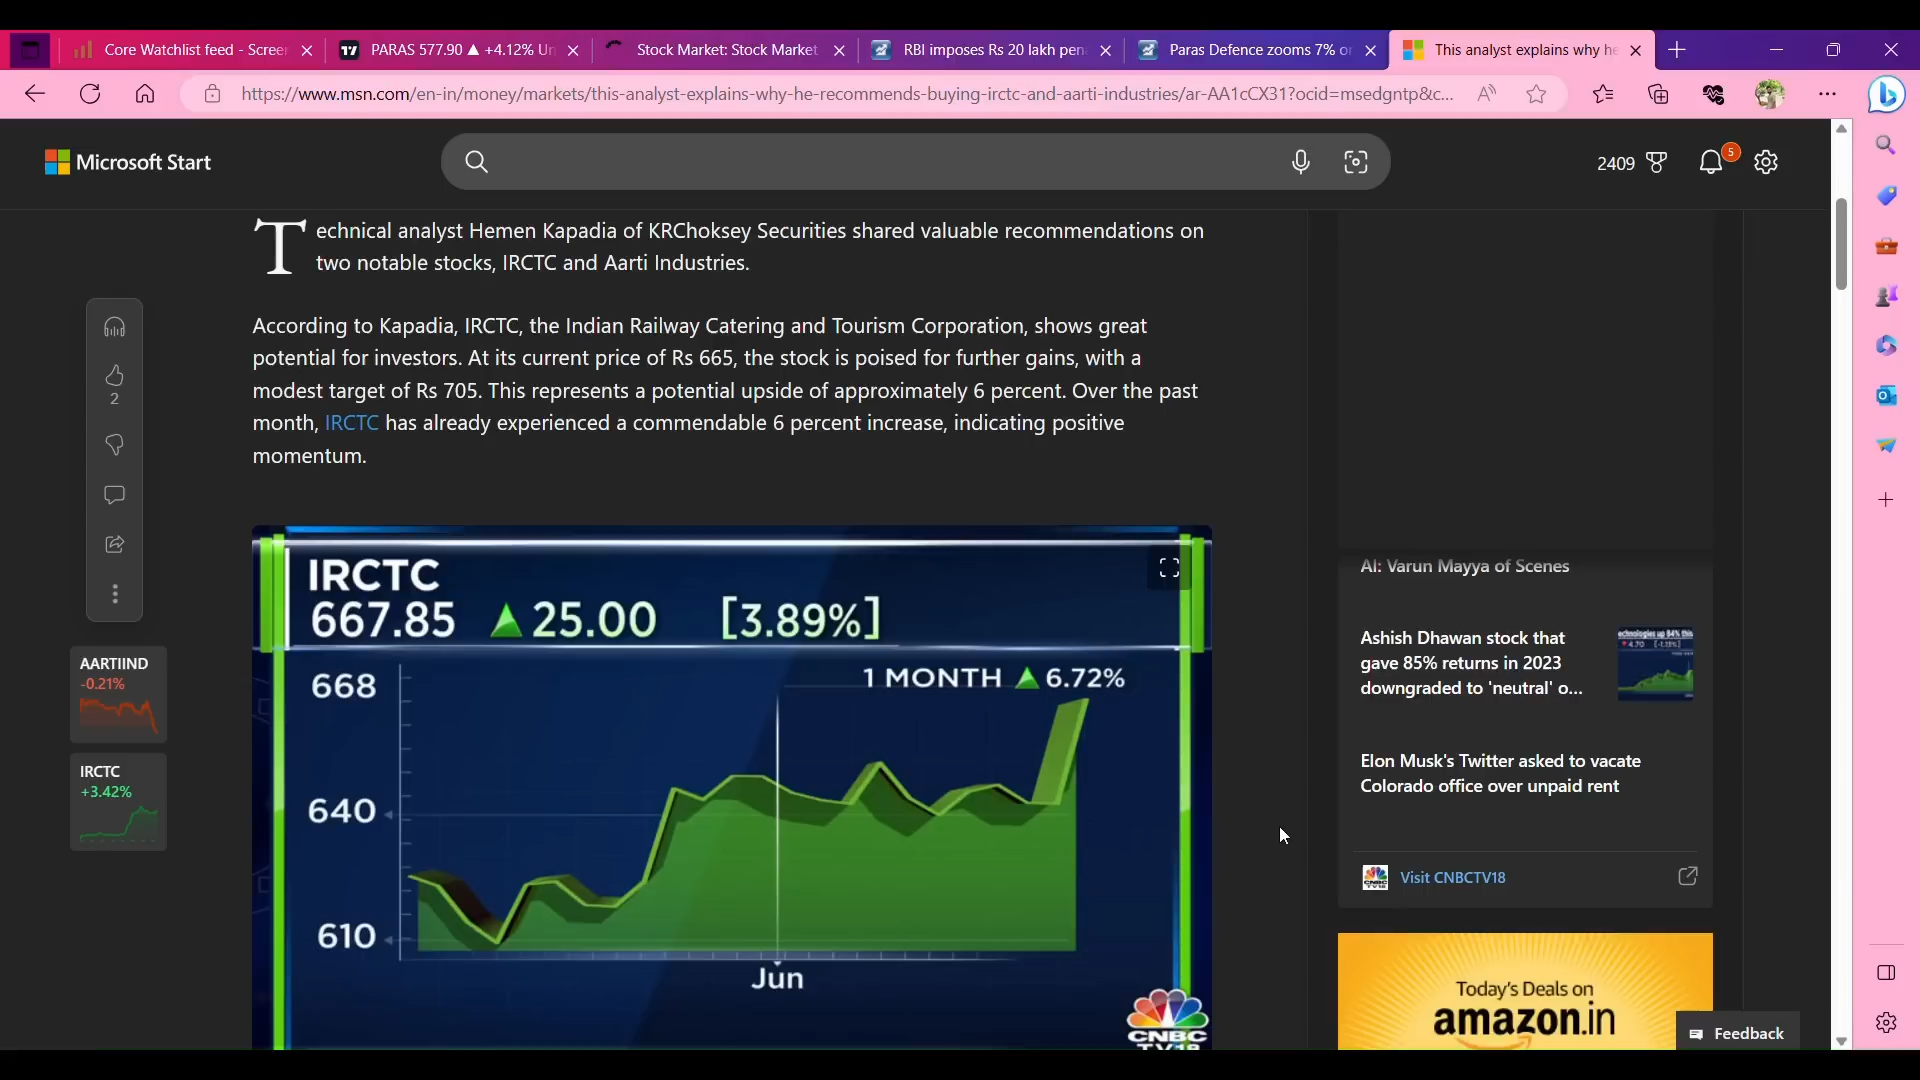 Core Watchlist feed - Scree
PARAS 577.90 ▲ +4.12% Un
Stock Market: Stock Market
RBI imposes Rs 20 lakh pen
Paras Defence zooms 7% o
This analyst explains why he
https://www.msn.com/en-in/money/markets/this-analyst-explains-why-he-recommends-buying-irctc-and-aarti-industries/ar-AA1cCX31?ocid=msedgntp&c...
Microsoft Start
2409
5
Technical analyst Hemen Kapadia of KRChoksey Securities shared valuable recommendations on
two notable stocks, IRCTC and Aarti Industries.
According to Kapadia, IRCTC, the Indian Railway Catering and Tourism Corporation, shows great
potential for investors. At its current price of Rs 665, the stock is poised for further gains, with a
modest target of Rs 705. This represents a potential upside of approximately 6 percent. Over the past
month, IRCTC has already experienced a commendable 6 percent increase, indicating positive
momentum.
2
AARTIIND
-0.21%
IRCTC
+3.42%
IRCTC
667.85 ▲ 25.00 [3.89%]
1 MONTH ▲ 6.72%
668
640
610
Jun
CNBC
TV18
AI: Varun Mayya of Scenes
Ashish Dhawan stock that
gave 85% returns in 2023
downgraded to 'neutral' o...
Elon Musk's Twitter asked to vacate
Colorado office over unpaid rent
Visit CNBCTV18
Today's Deals on
amazon.in
Feedback